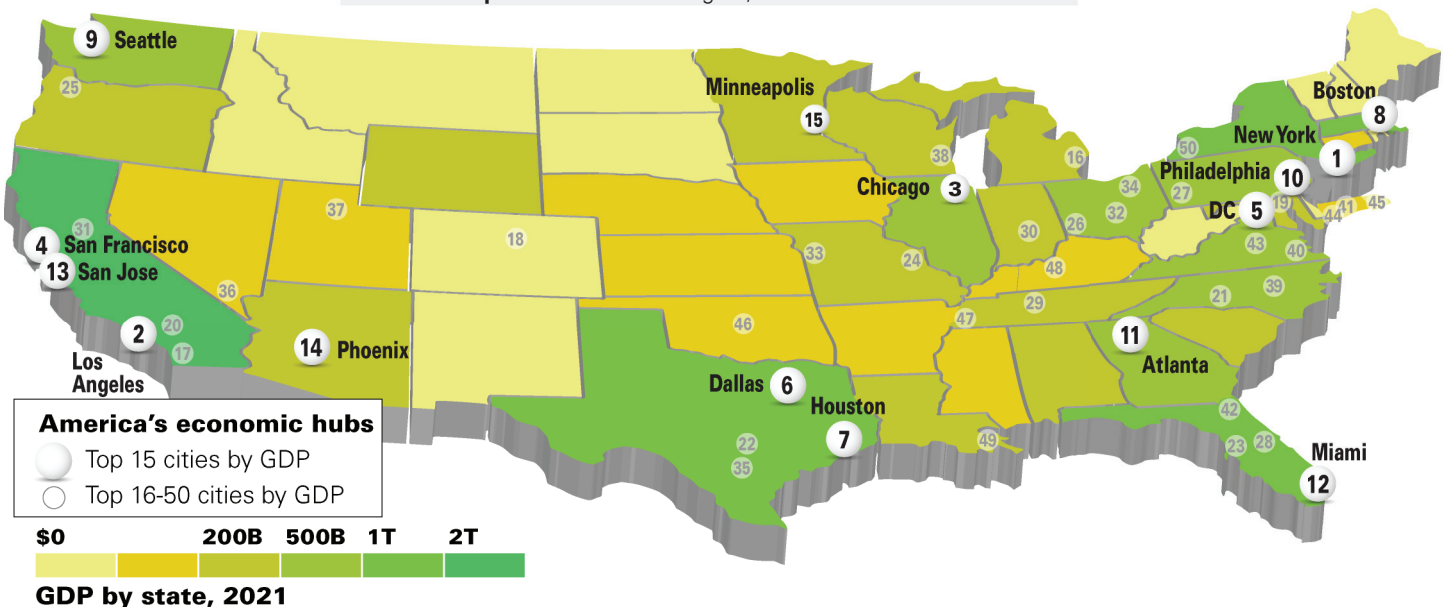 9 Seattle
25
Minneapolis
15
Boston
8
New York
1
50
38
16
Philadelphia
10
Chicago 3
34
27
DC 5
19
37
32
26
44
41
45
31
18
30
4 San Francisco
33
24
43
40
13 San Jose
48
36
21
39
29
2
20
46
47
11
14 Phoenix
17
Los
Angeles
Atlanta
Dallas 6
Houston
7
42
22
49
23
28
Miami
35
12
America's economic hubs
Top 15 cities by GDP
Top 16-50 cities by GDP
$0 200B 500B 1T 2T
GDP by state, 2021